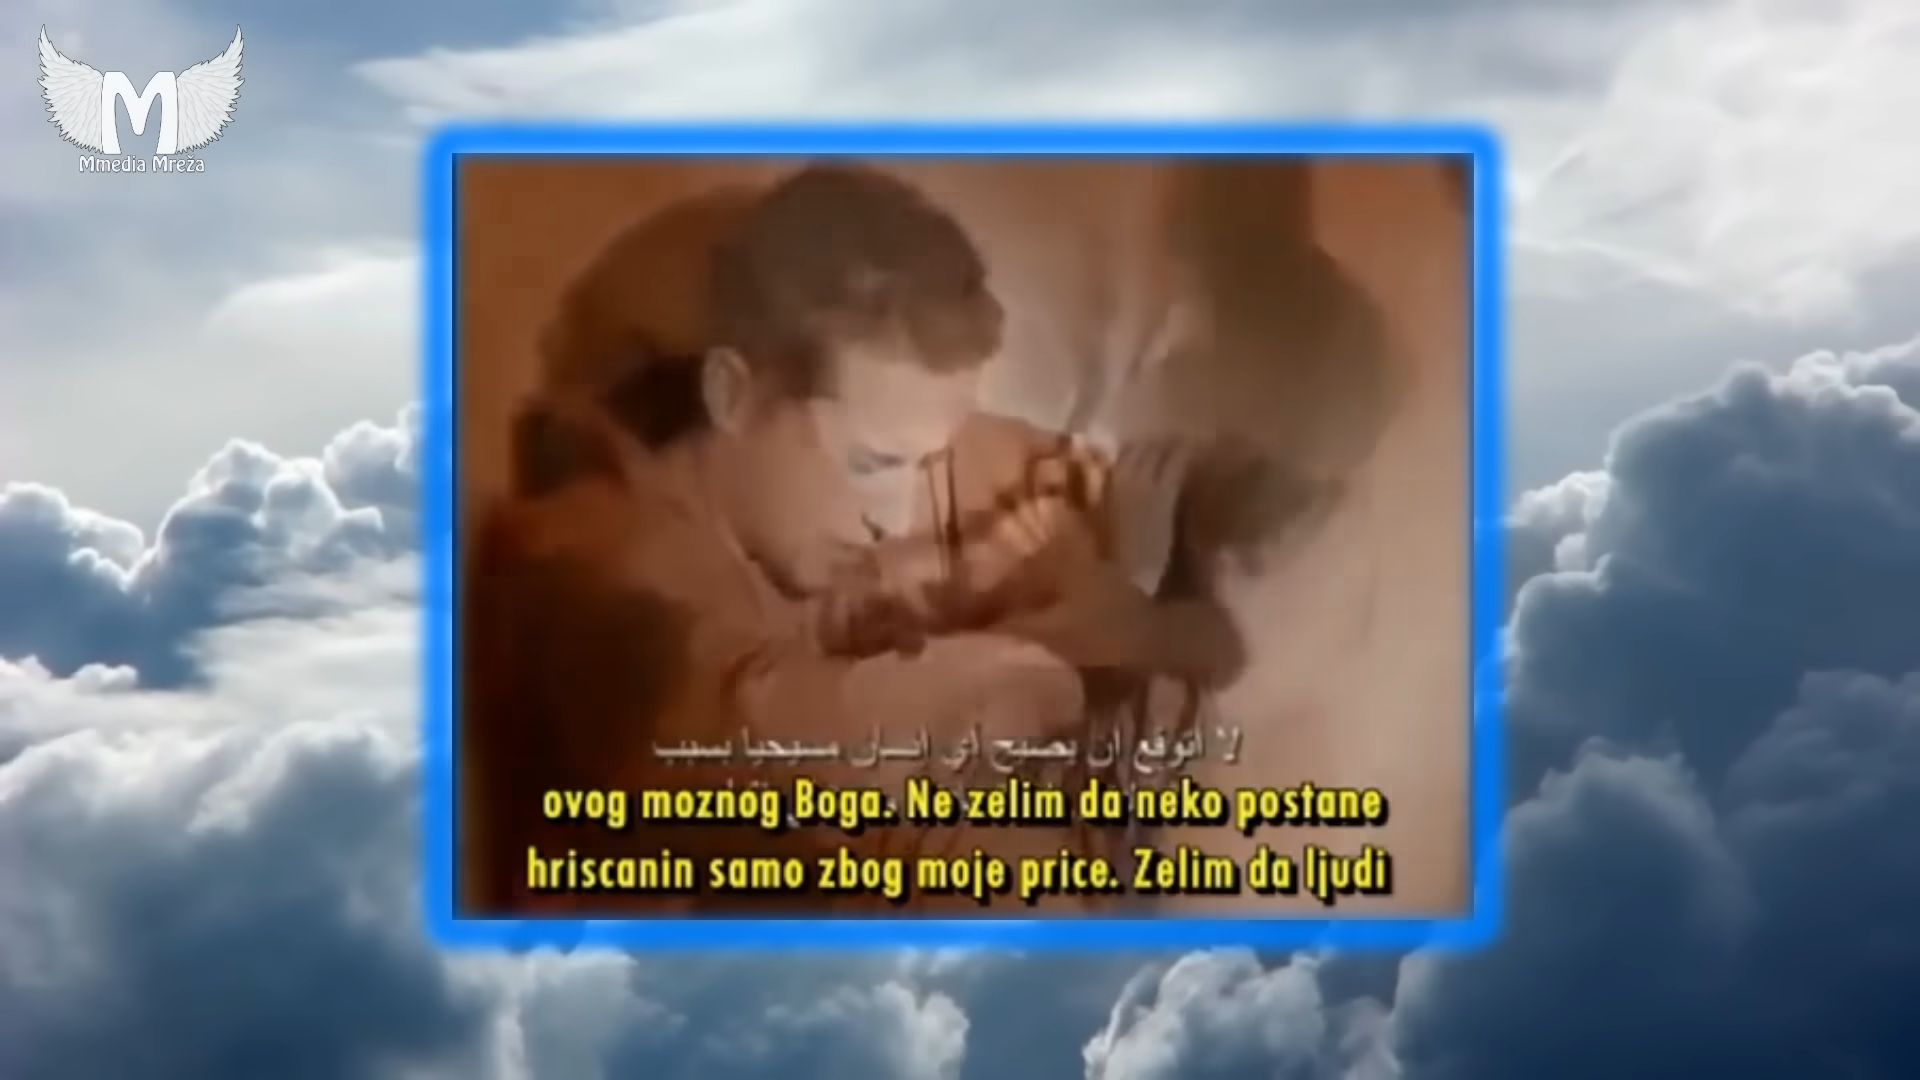 M
Mmedia Mreža
لا اتوقع ان يصبح اي انسان مسيحيا بسبب
ovog moznog Boga. Ne zelim da neko postane
hriscanin samo zbog moje price. Zelim da ljudi